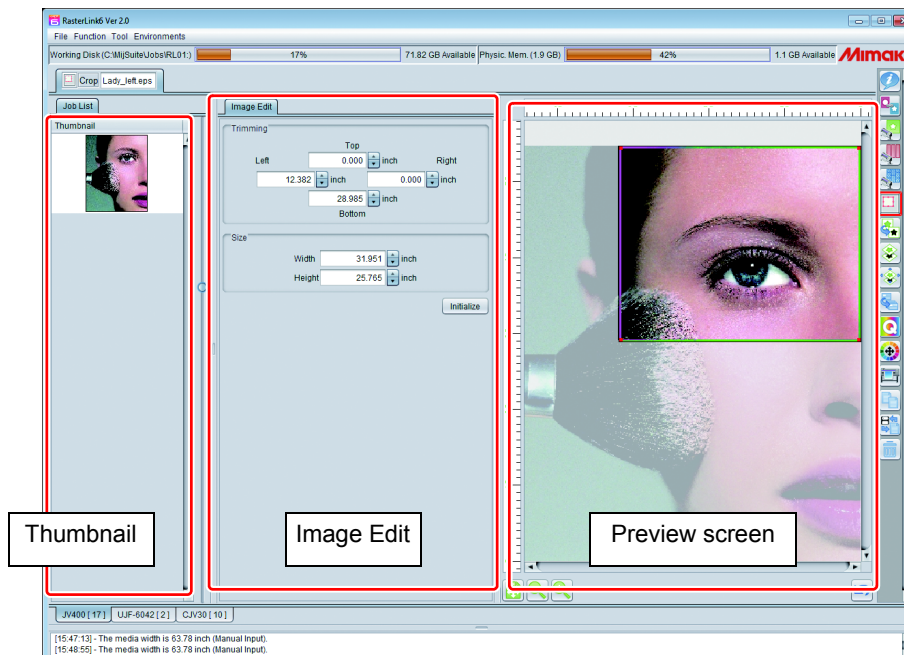 RasterLink6 Ver 2.0
File Function Tool Environments
Working Disk (C:\MijSuite\Jobs\RL01:) 17% 71.82 GB Available Physic. Mem. (1.9 GB) 42% 1.1 GB Available Mimaki
Crop Lady_left.eps
Job List
Image Edit
Thumbnail
Trimming
Top
Left 0.000 inch Right
12.382 inch 0.000 inch
28.985 inch
Bottom
Size
Width 31.951 inch
Height 25.765 inch
Initialize
Thumbnail
Image Edit
Preview screen
JV400 [ 17 ] UJF-6042 [ 2 ] CJV30 [ 10 ]
[15:47:13] - The media width is 63.78 inch (Manual Input).
[15:48:55] - The media width is 63.78 inch (Manual Input).